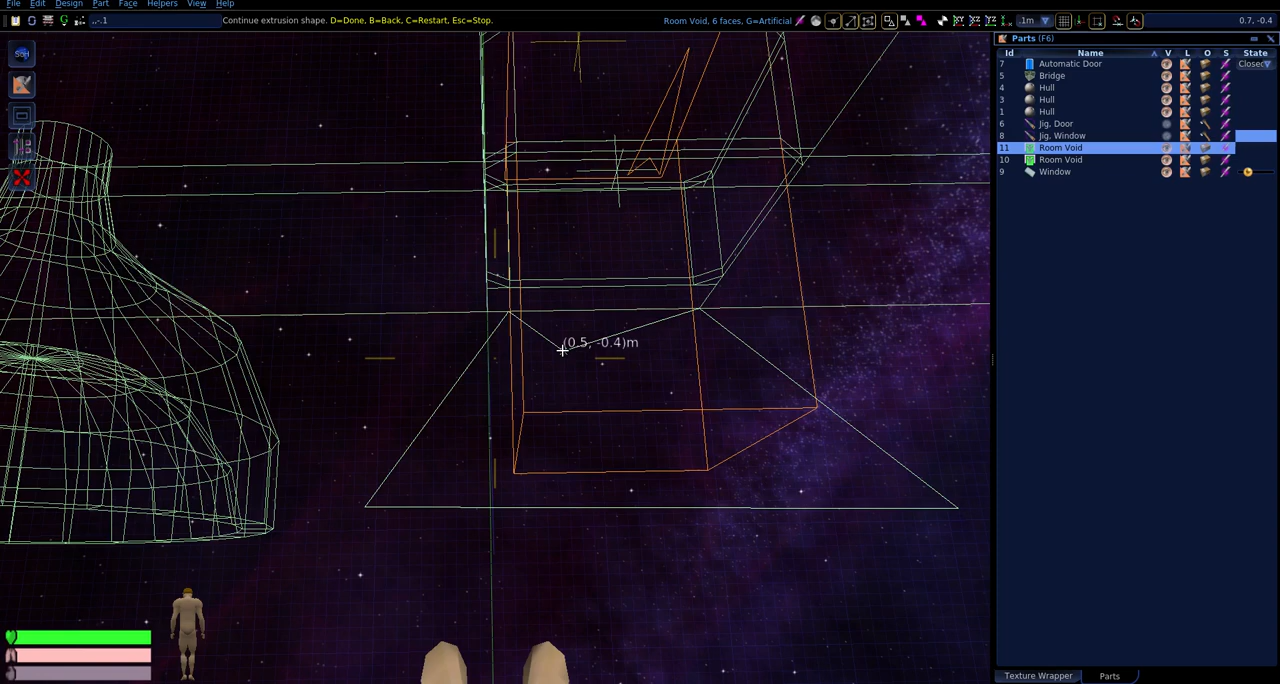 File Edit Design Part Face Helpers View Help
..-.1 Continue extrusion shape. D=Done, B=Back, C=Restart, Esc=Stop. Room Void, 6 faces, G=Artificial .1m 0.7, -0.4
Parts (F6)
Id Name V L O S State
7 Automatic Door Closed
5 Bridge
4 Hull
3 Hull
1 Hull
6 Jig, Door
8 Jig, Window
11 Room Void
10 Room Void
9 Window
(0.5, -0.4)m
Texture Wrapper Parts